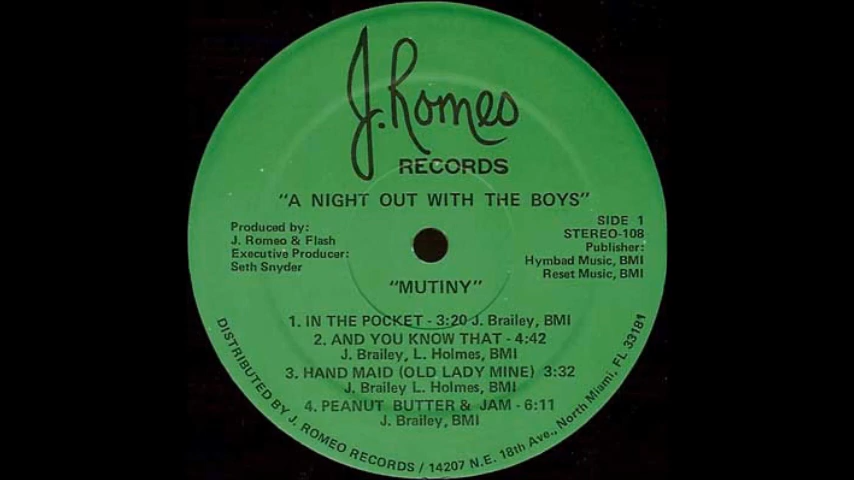 J. Romeo
RECORDS
"A NIGHT OUT WITH THE BOYS"
Produced by:
J. Romeo & Flash
Executive Producer:
Seth Snyder
SIDE 1
STEREO-108
Publisher:
Hymbad Music, BMI
Reset Music, BMI
"MUTINY"
1. IN THE POCKET - 3:20 J. Brailey, BMI
2. AND YOU KNOW THAT - 4:42
J. Brailey, L. Holmes, BMI
3. HAND MAID (OLD LADY MINE) 3:32
J. Brailey L. Holmes, BMI
4. PEANUT BUTTER & JAM - 6:11
J. Brailey, BMI
DISTRIBUTED BY J. ROMEO RECORDS / 14207 N.E. 18th Ave., North Miami, FL 33181